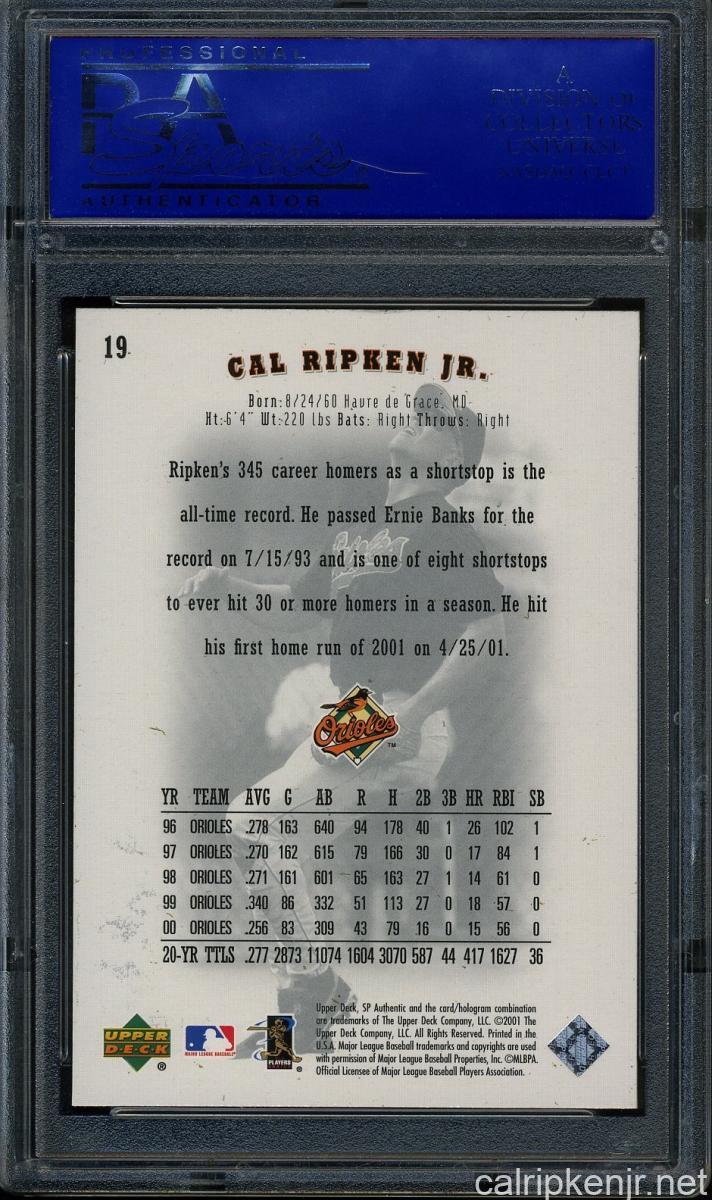 PROFESSIONAL
PSA
Sports
AUTHENTICATOR
A
DIVISION OF
COLLECTORS
UNIVERSE
NASDAQ: CLCT
19
CAL RIPKEN JR.
Born: 8/24/60 Havre de Grace, MD
Ht: 6'4" Wt: 220 lbs Bats: Right Throws: Right
Ripken's 345 career homers as a shortstop is the
all-time record. He passed Ernie Banks for the
record on 7/15/93 and is one of eight shortstops
to ever hit 30 or more homers in a season. He hit
his first home run of 2001 on 4/25/01.
Orioles
TM
YR TEAM AVG G AB R H 2B 3B HR RBI SB
96 ORIOLES .278 163 640 94 178 40 1 26 102 1
97 ORIOLES .270 162 615 79 166 30 0 17 84 1
98 ORIOLES .271 161 601 65 163 27 1 14 61 0
99 ORIOLES .340 86 332 51 113 27 0 18 57 0
00 ORIOLES .256 83 309 43 79 16 0 15 56 0
20-YR TTLS .277 2873 11074 1604 3070 587 44 417 1627 36
UPPER DECK ®
MAJOR LEAGUE BASEBALL
PLAYERS ®
Upper Deck, SP Authentic and the card/hologram combination
are trademarks of The Upper Deck Company, LLC. ©2001 The
Upper Deck Company, LLC. All Rights Reserved. Printed in the
U.S.A. Major League Baseball trademarks and copyrights are used
with permission of Major League Baseball Properties, Inc. ©MLBPA.
Official Licensee of Major League Baseball Players Association.
calripkenjr.net